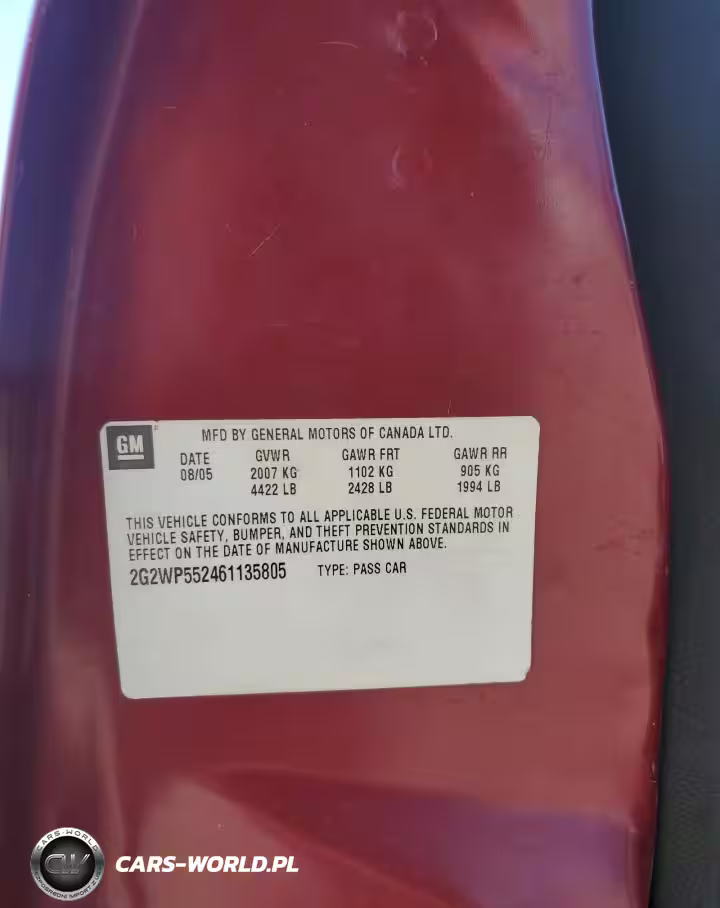 GM
MFD BY GENERAL MOTORS OF CANADA LTD.
DATE GVWR GAWR FRT GAWR RR
08/05 2007 KG 1102 KG 905 KG
4422 LB 2428 LB 1994 LB
THIS VEHICLE CONFORMS TO ALL APPLICABLE U.S. FEDERAL MOTOR
VEHICLE SAFETY, BUMPER, AND THEFT PREVENTION STANDARDS IN
EFFECT ON THE DATE OF MANUFACTURE SHOWN ABOVE.
2G2WP552461135805 TYPE: PASS CAR
CARS-WORLD
CW
CARS-WORLD.PL